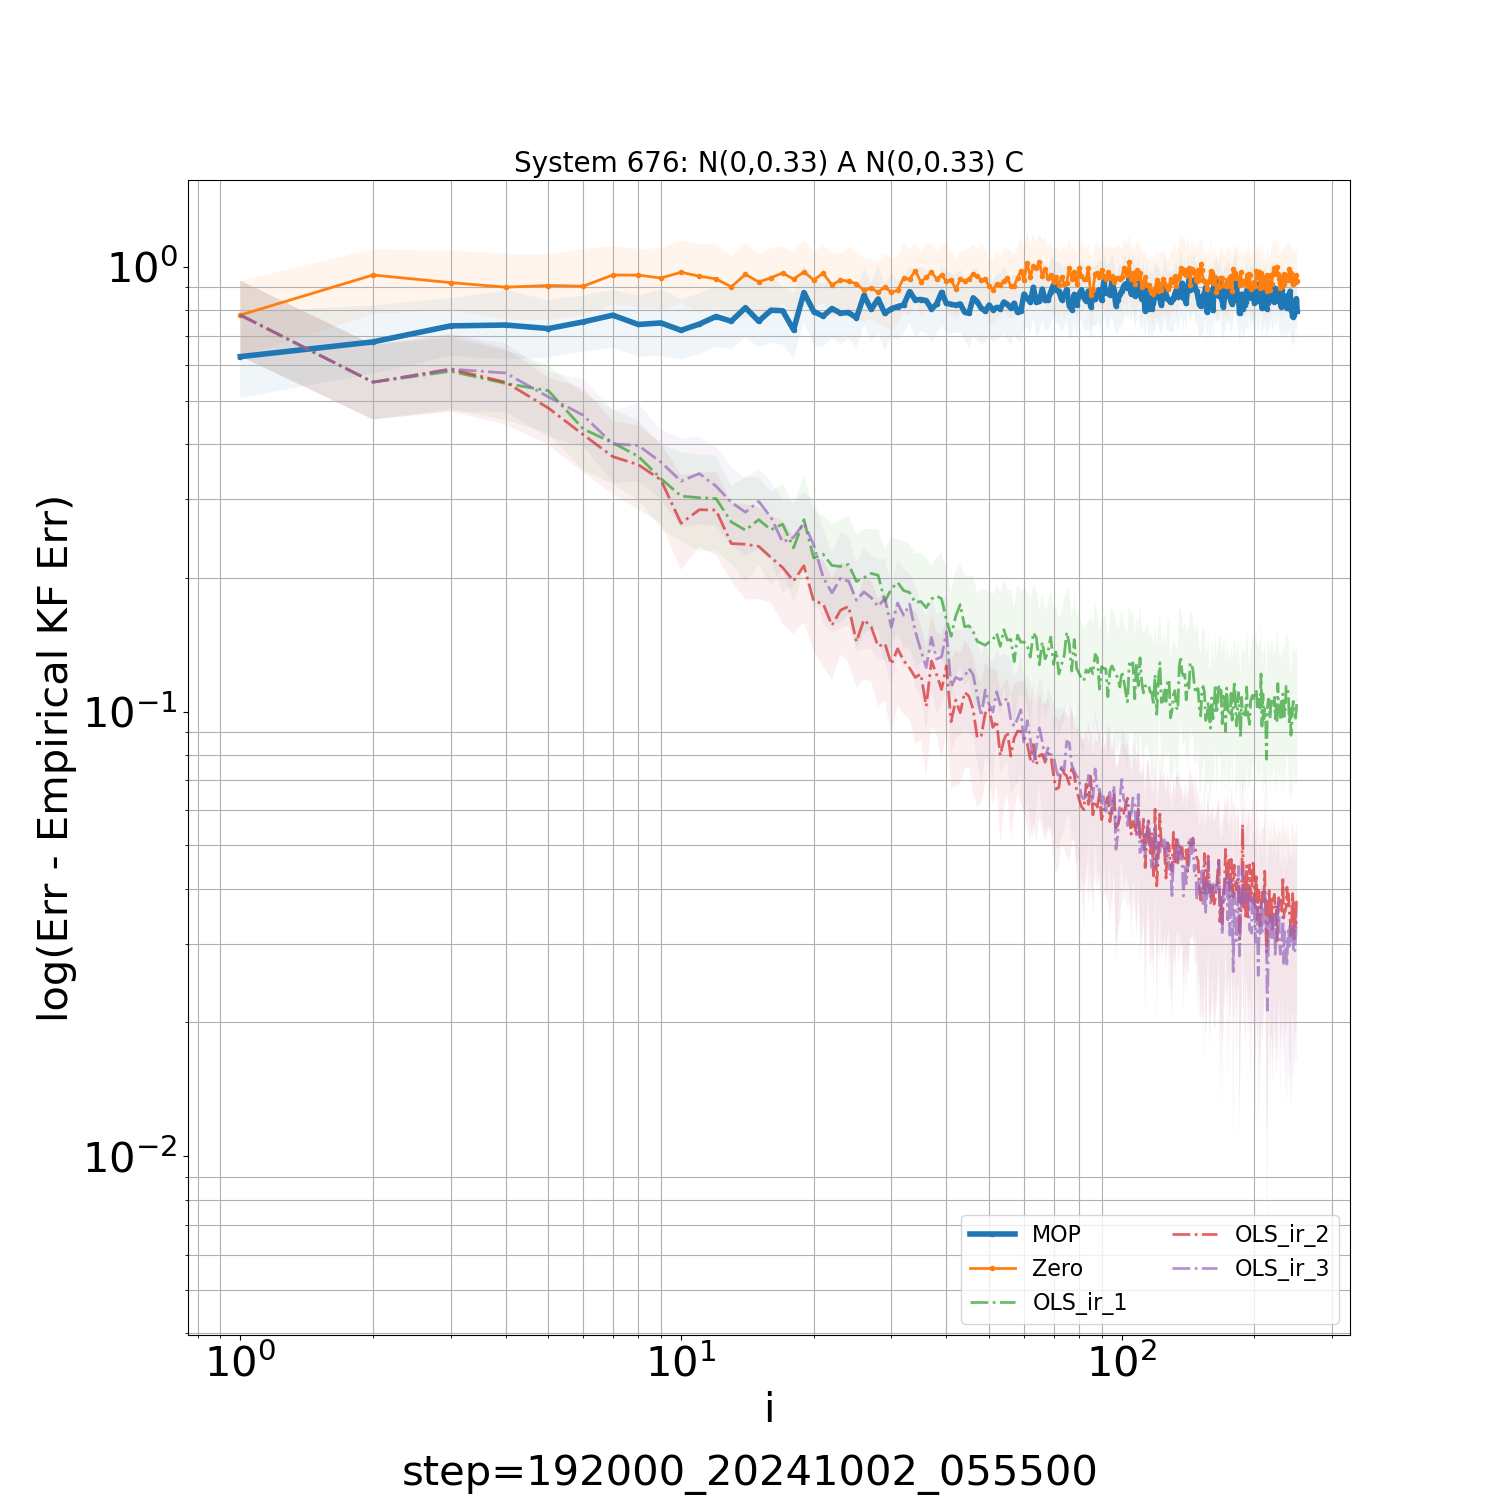 System 676: N(0,0.33) A N(0,0.33) C
log(Err - Empirical KF Err)
10⁰
10⁻¹
10⁻²
MOP
Zero
OLS_ir_1
OLS_ir_2
OLS_ir_3
10⁰ 10¹ 10²
i
step=192000_20241002_055500